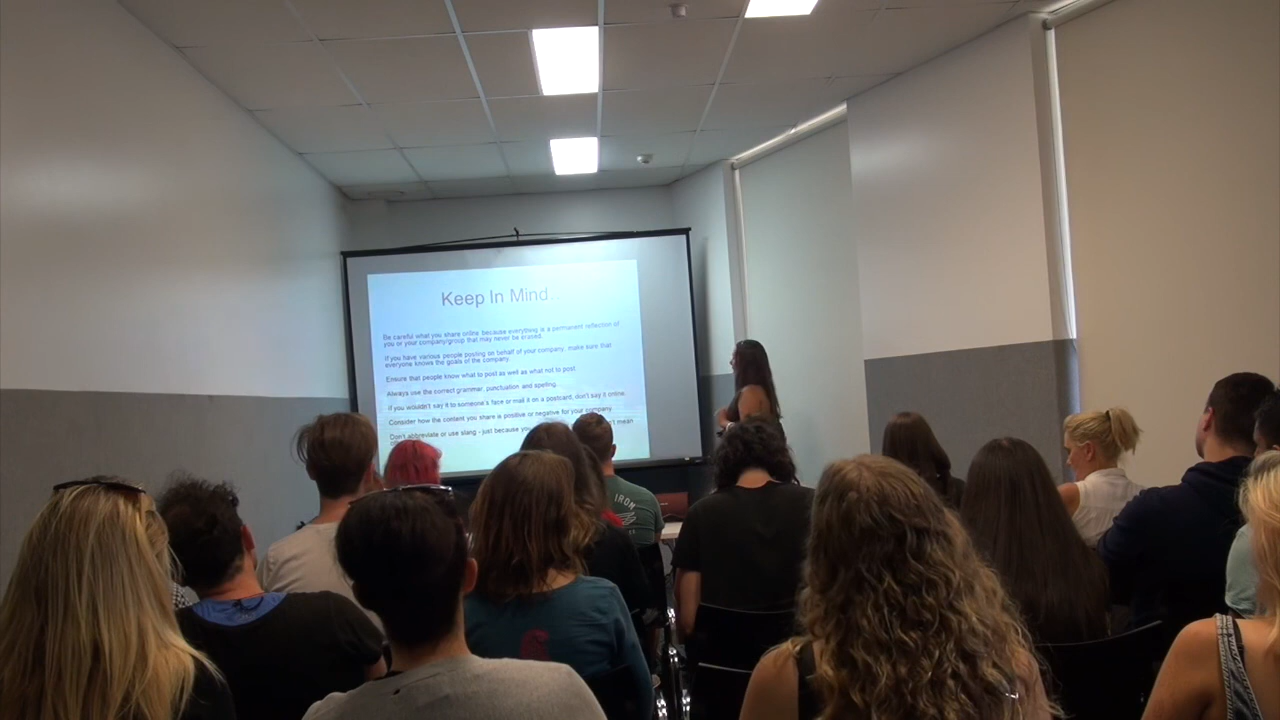 Keep In Mind..
Be careful what you share online because everything is a permanent reflection of
you or your company/group that may never be erased.
If you have various people posting on behalf of your company, make sure that
everyone knows the goals of the company.
Ensure that people know what to post as well as what not to post.
Always use the correct grammar, punctuation and spelling.
If you wouldn't say it to someone's face or mail it on a postcard, don't say it online.
Consider how the content you share is positive or negative for your company
Don't abbreviate or use slang - just because you mean
IRON